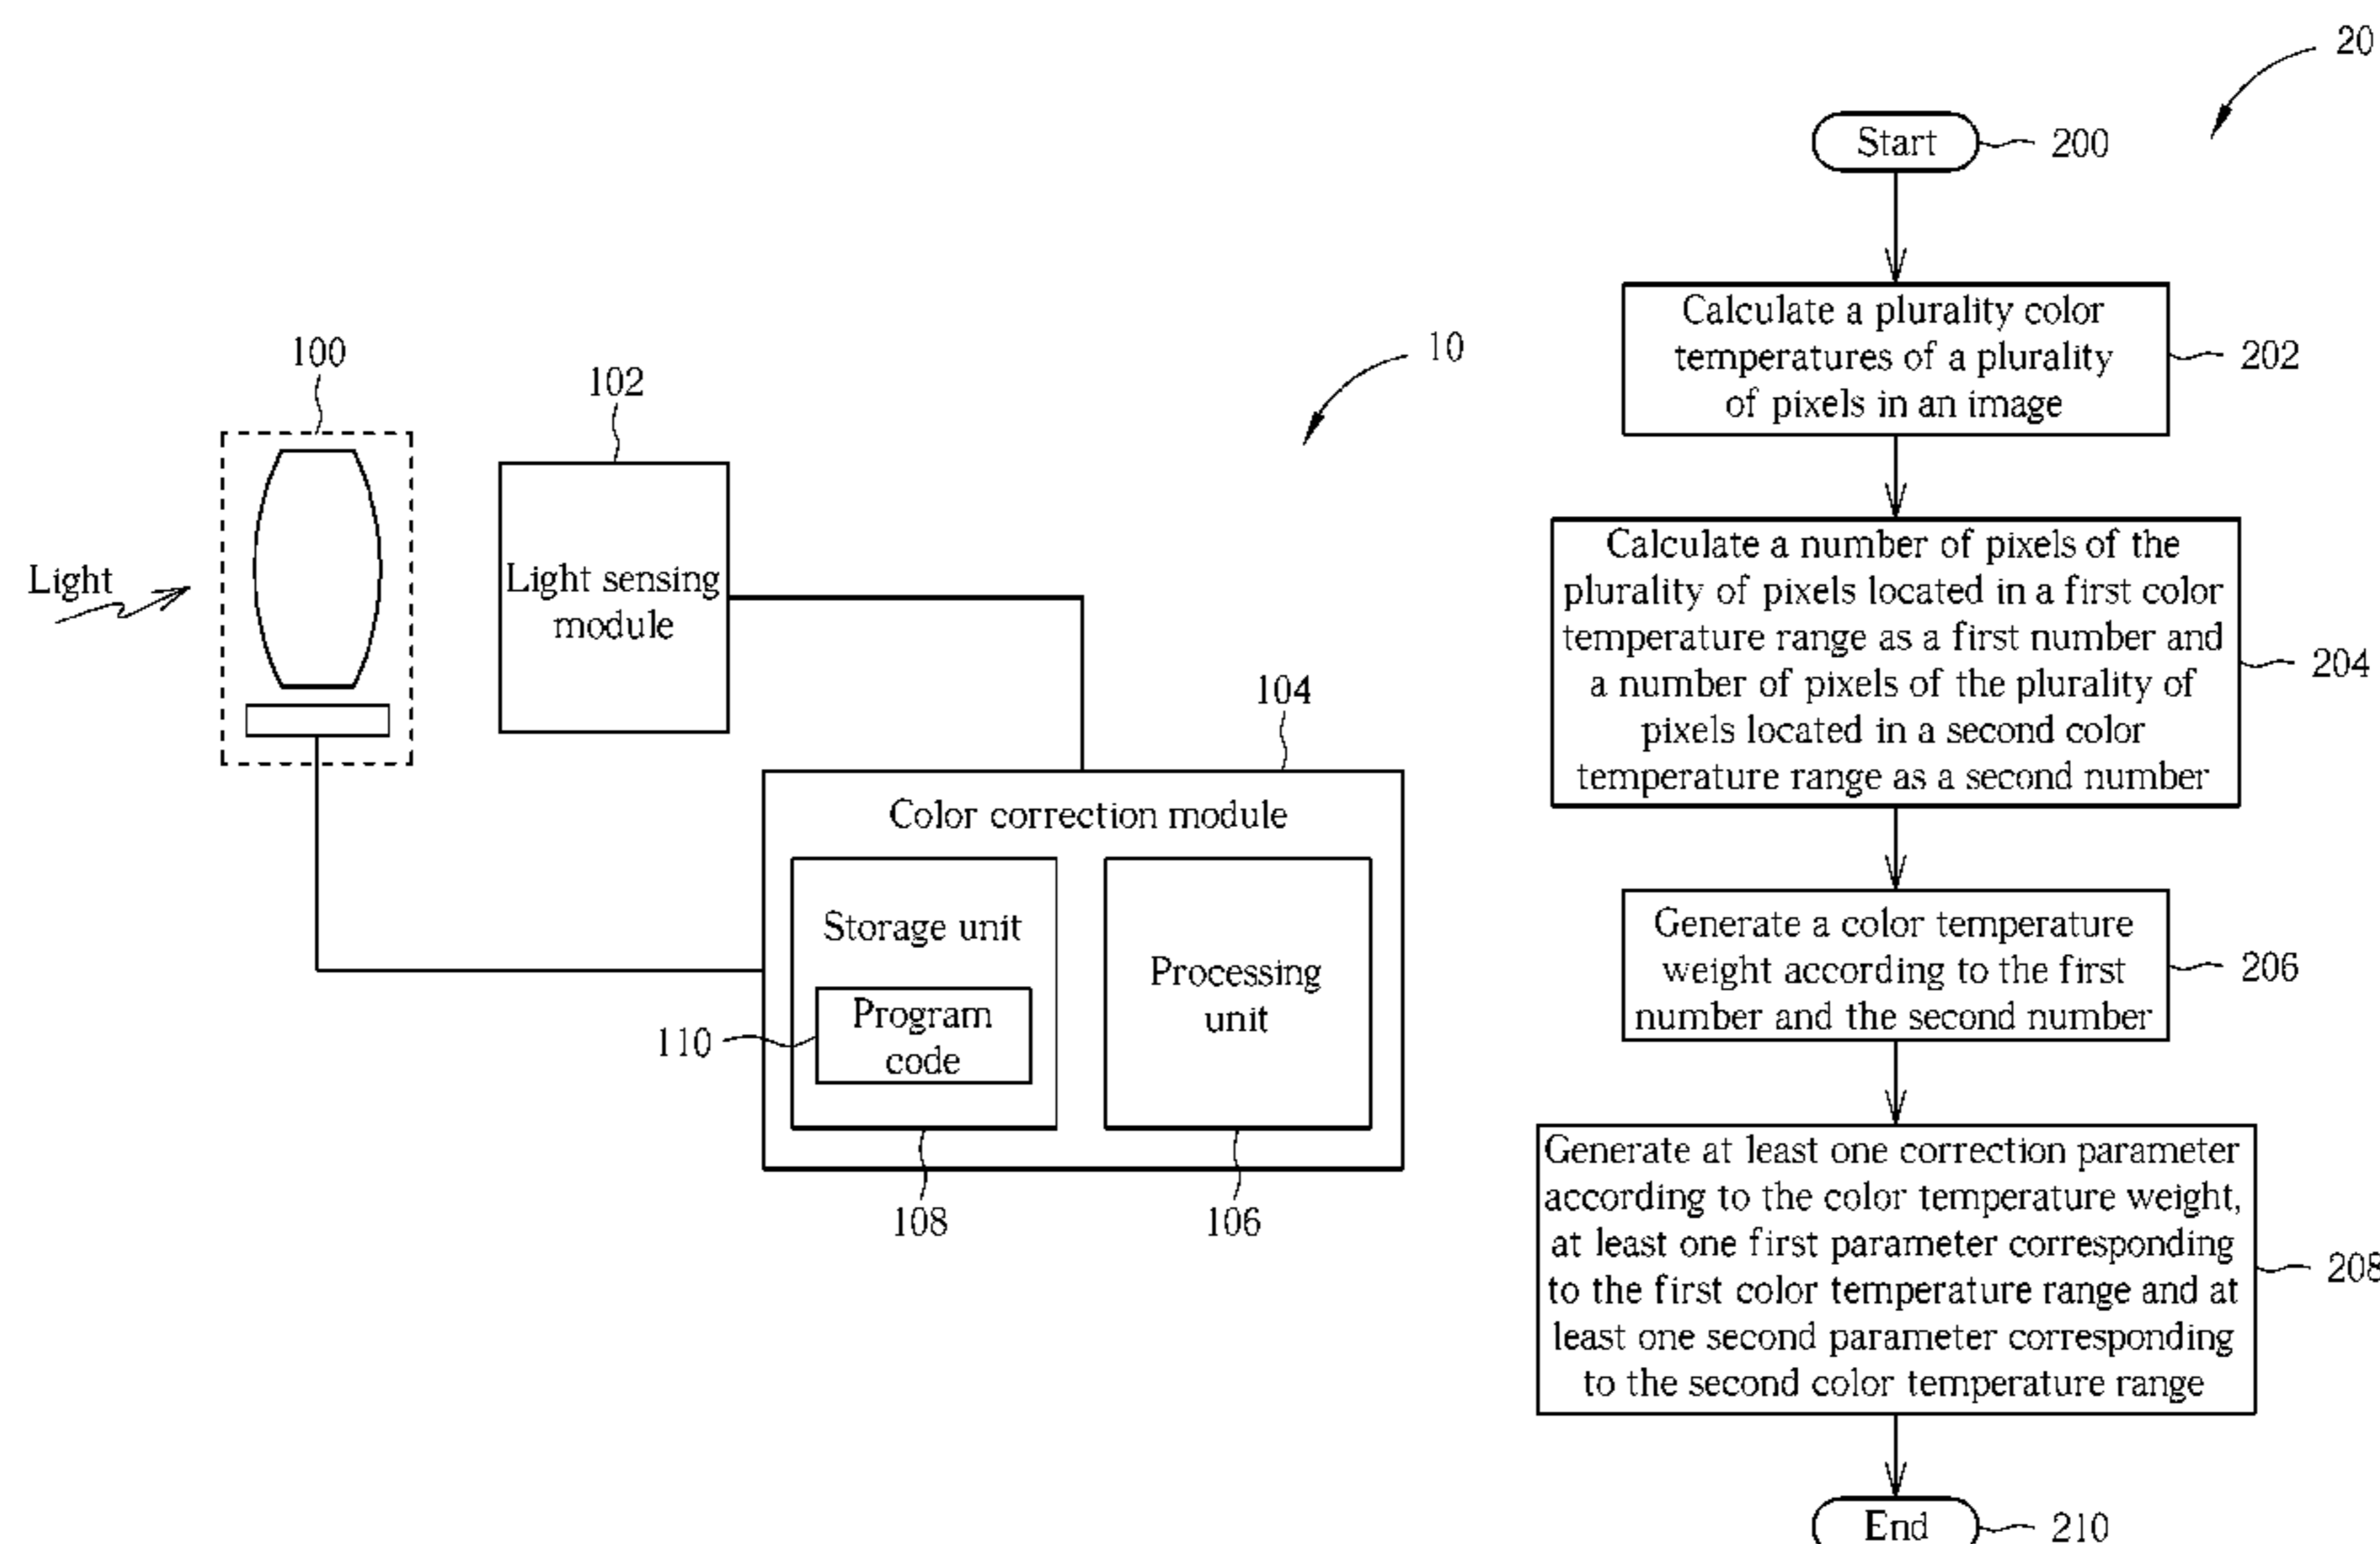 100
102
10
Light
Light sensing
module
104
Color correction module
Storage unit
Program
code
110
Processing
unit
108
106
20
Start
200
Calculate a plurality color
temperatures of a plurality
of pixels in an image
202
Calculate a number of pixels of the
plurality of pixels located in a first color
temperature range as a first number and
a number of pixels of the plurality of
pixels located in a second color
temperature range as a second number
204
Generate a color temperature
weight according to the first
number and the second number
206
Generate at least one correction parameter
according to the color temperature weight,
at least one first parameter corresponding
to the first color temperature range and at
least one second parameter corresponding
to the second color temperature range
208
End
210